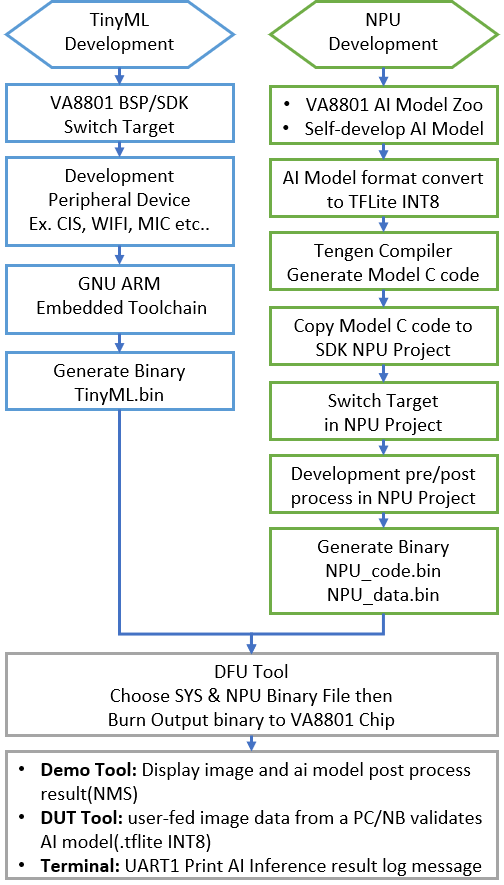 TinyML
Development
VA8801 BSP/SDK
Switch Target
Development
Peripheral Device
Ex. CIS, WIFI, MIC etc..
GNU ARM
Embedded Toolchain
Generate Binary
TinyML.bin
NPU
Development
• VA8801 AI Model Zoo
• Self-develop AI Model
AI Model format convert
to TFLite INT8
Tengen Compiler
Generate Model C code
Copy Model C code to
SDK NPU Project
Switch Target
in NPU Project
Development pre/post
process in NPU Project
Generate Binary
NPU_code.bin
NPU_data.bin
DFU Tool
Choose SYS & NPU Binary File then
Burn Output binary to VA8801 Chip
• Demo Tool: Display image and ai model post process
result(NMS)
• DUT Tool: user-fed image data from a PC/NB validates
AI model(.tflite INT8)
• Terminal: UART1 Print AI Inference result log message